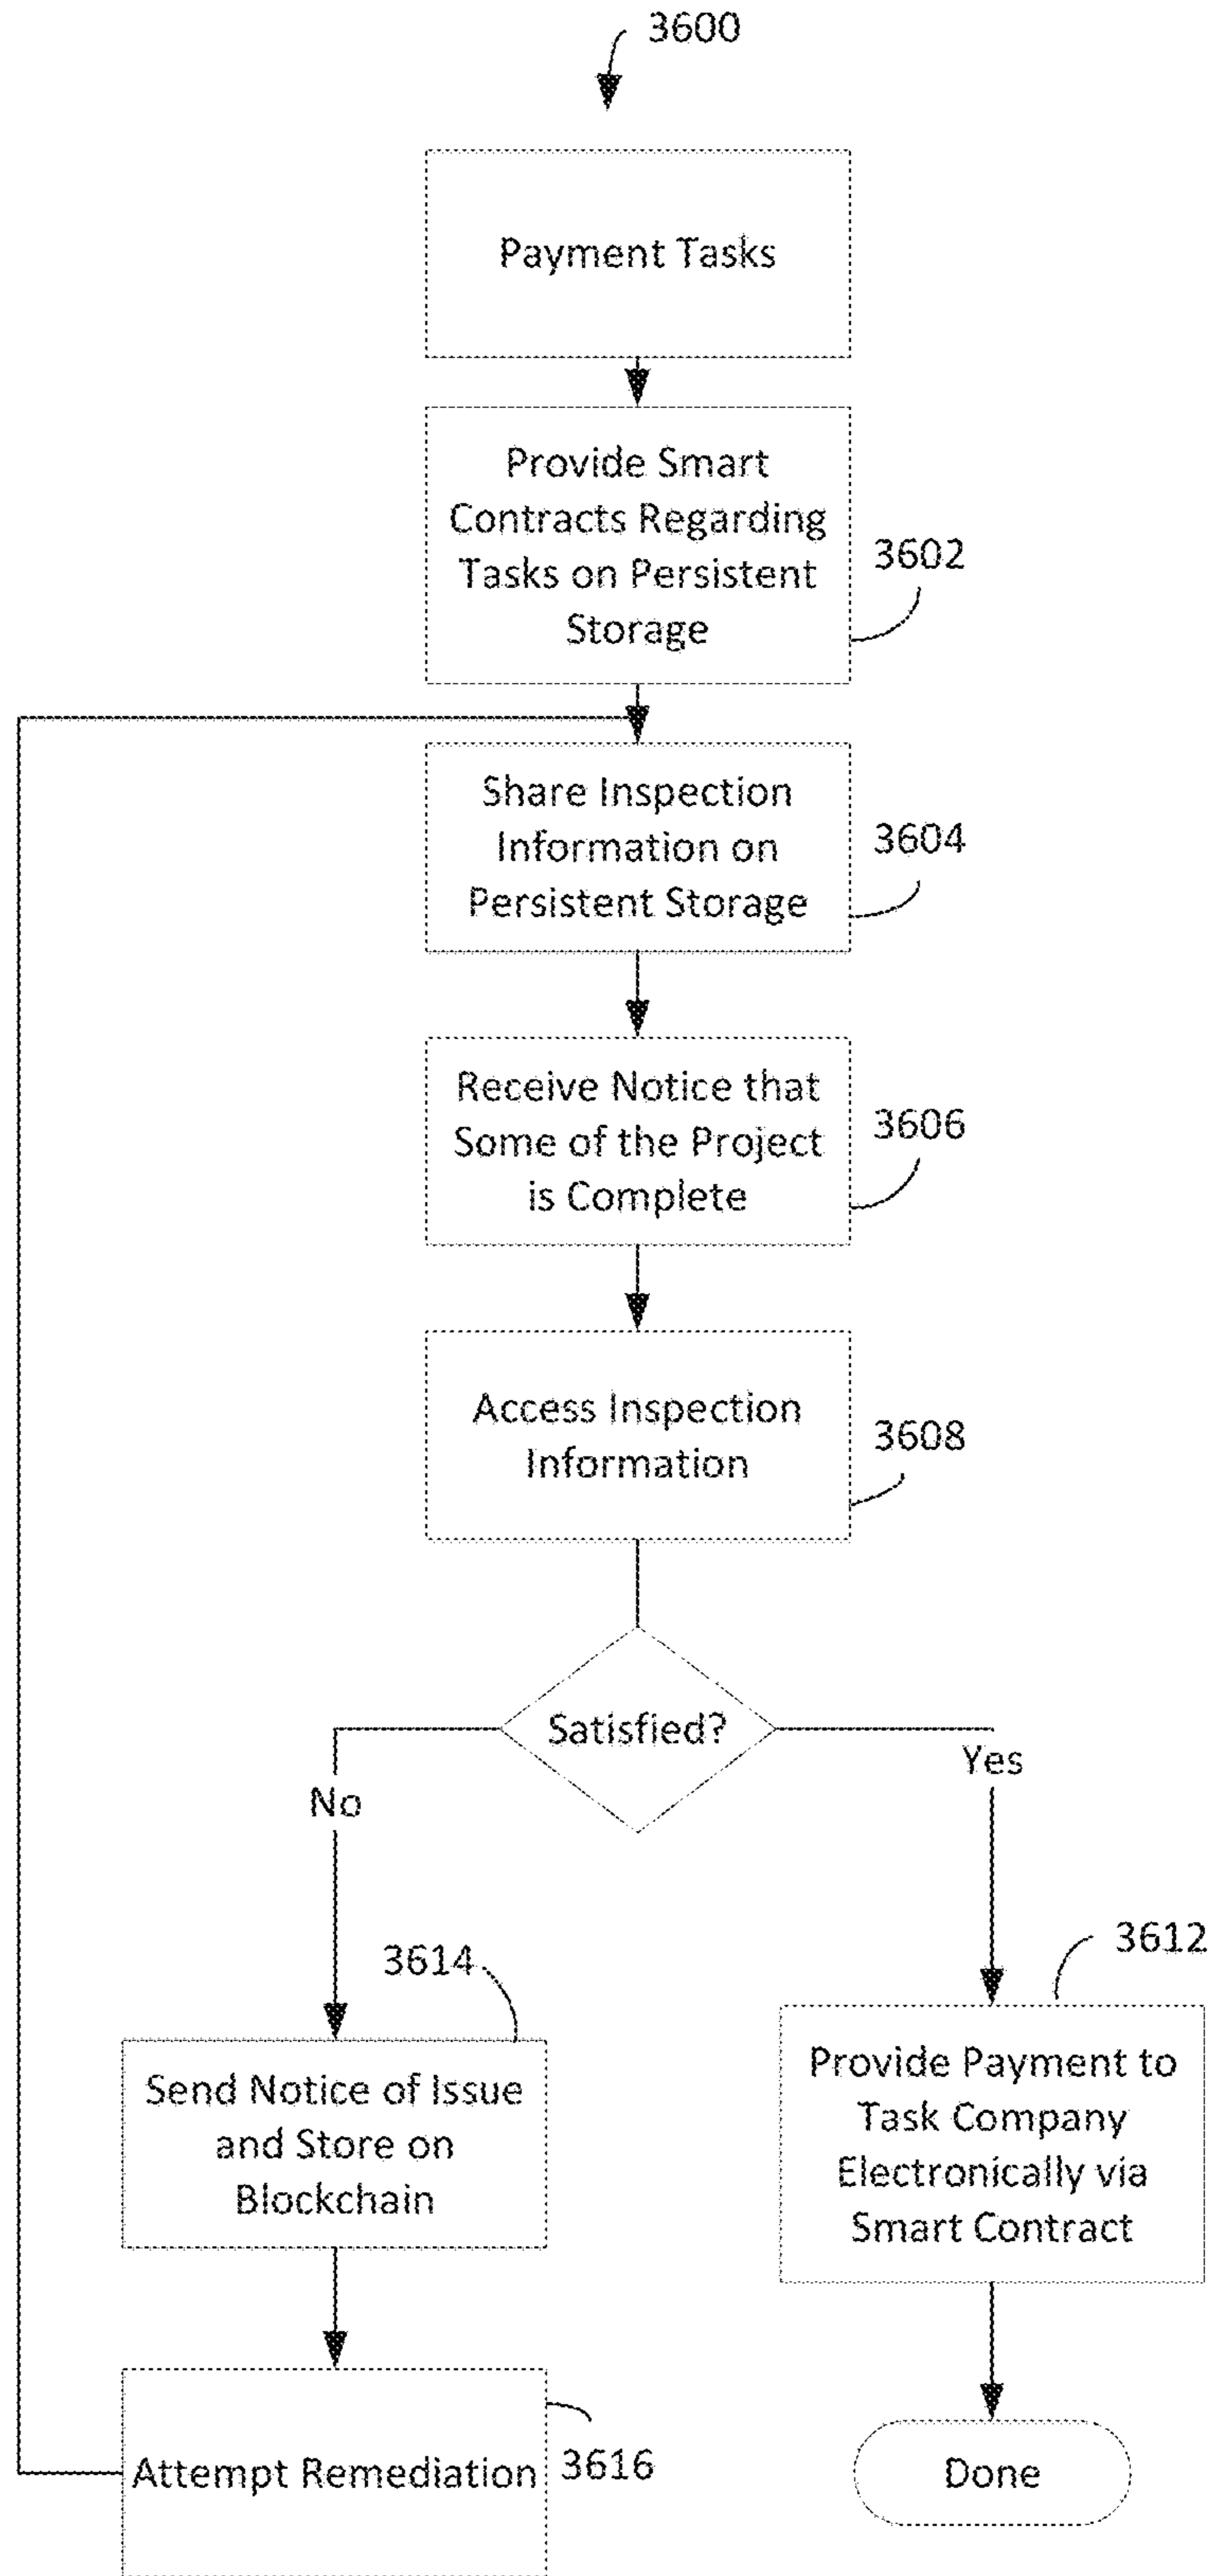 3600
Payment Tasks
Provide Smart
Contracts Regarding
Tasks on Persistent
Storage
3602
Share Inspection
Information on
Persistent Storage
3604
Receive Notice that
Some of the Project
is Complete
3606
Access Inspection
Information
3608
Satisfied?
No
Yes
3614
Send Notice of Issue
and Store on
Blockchain
3612
Provide Payment to
Task Company
Electronically via
Smart Contract
Attempt Remediation
3616
Done